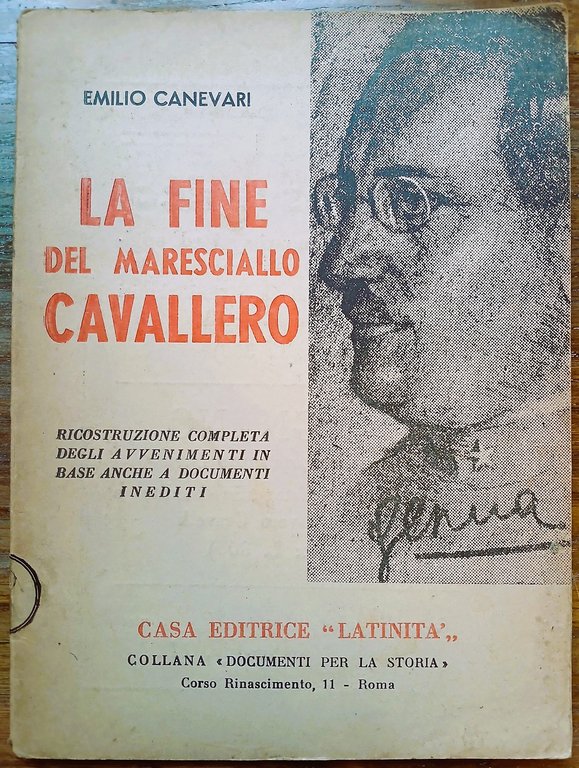 EMILIO CANEVARI
LA FINE
DEL MARESCIALLO
CAVALLERO
RICOSTRUZIONE COMPLETA
DEGLI AVVENIMENTI IN
BASE ANCHE A DOCUMENTI
INEDITI
genua
CASA EDITRICE “LATINITA’„
COLLANA «DOCUMENTI PER LA STORIA»
Corso Rinascimento, 11 - Roma